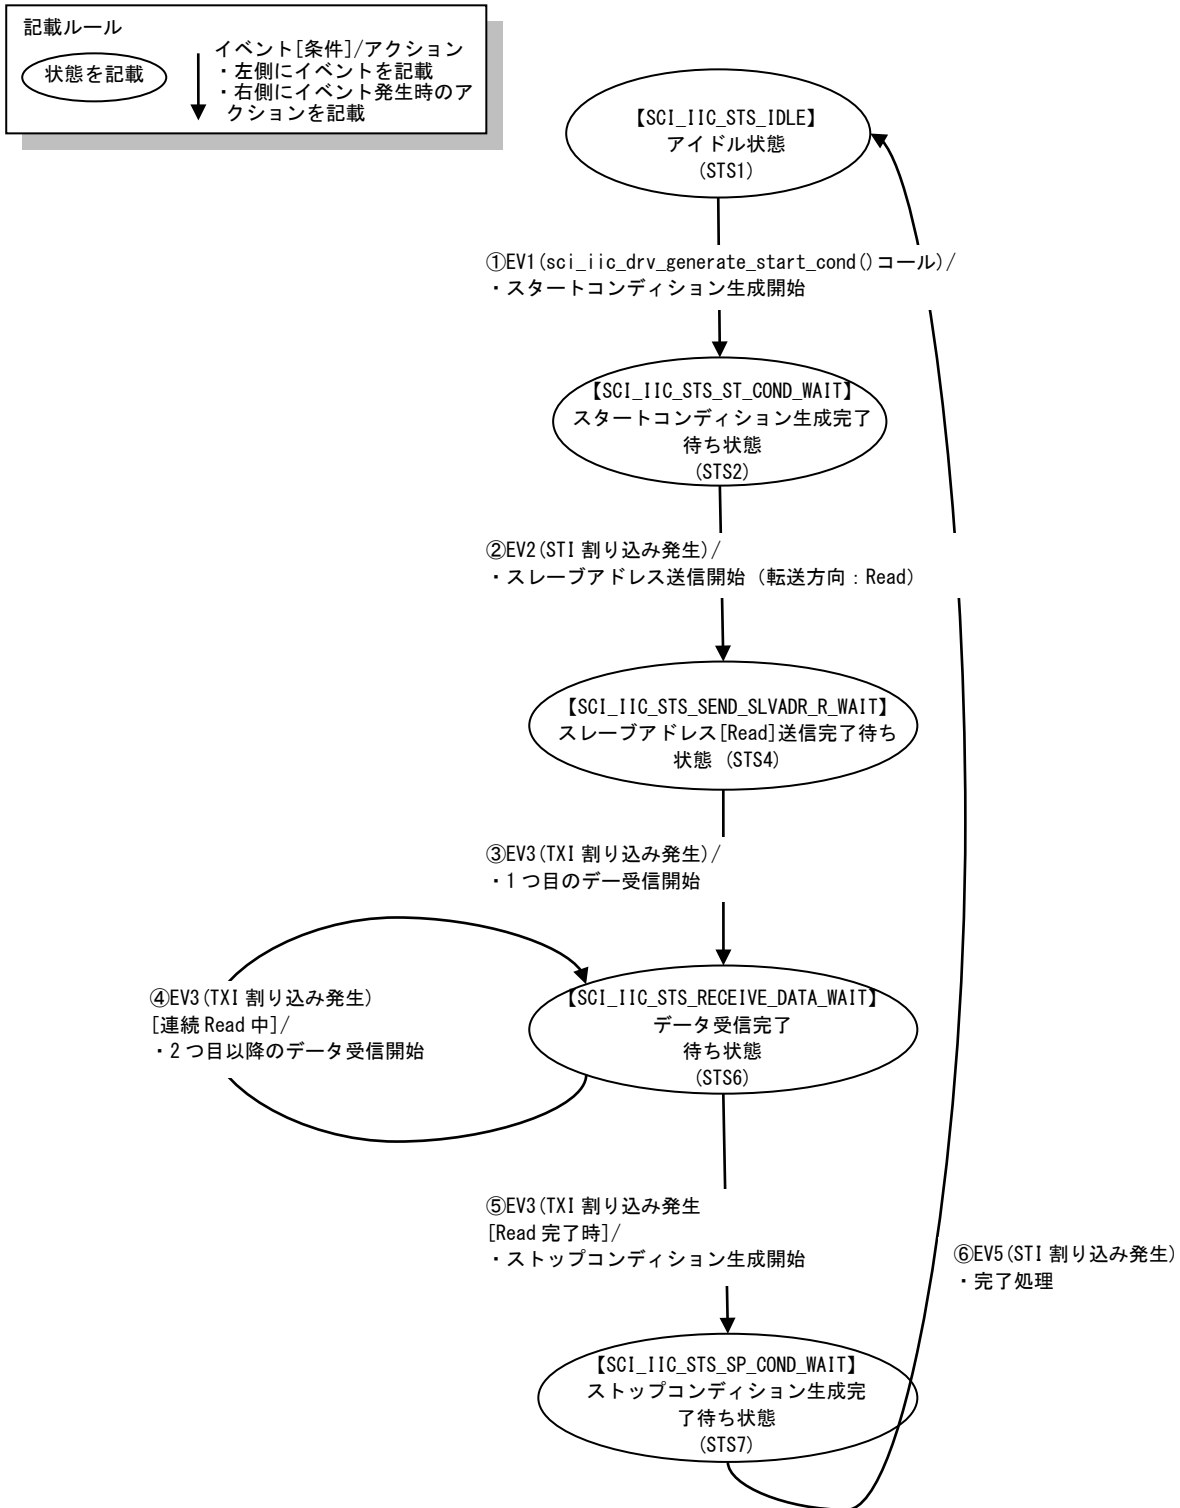 記載ルール
状態を記載
イベント[条件]/アクション
・左側にイベントを記載
・右側にイベント発生時のア
クションを記載
【SCI_IIC_STS_IDLE】
アイドル状態
(STS1)
①EV1(sci_iic_drv_generate_start_cond()コール)/
・スタートコンディション生成開始
【SCI_IIC_STS_ST_COND_WAIT】
スタートコンディション生成完了
待ち状態
(STS2)
②EV2(STI 割り込み発生)/
・スレーブアドレス送信開始（転送方向：Read）
【SCI_IIC_STS_SEND_SLVADR_R_WAIT】
スレーブアドレス[Read]送信完了待ち
状態 (STS4)
③EV3(TXI 割り込み発生)/
・1つ目のデー受信開始
④EV3(TXI 割り込み発生)
[連続 Read 中]/
・2つ目以降のデータ受信開始
【SCI_IIC_STS_RECEIVE_DATA_WAIT】
データ受信完了
待ち状態
(STS6)
⑤EV3(TXI 割り込み発生
[Read 完了時]/
・ストップコンディション生成開始
⑥EV5(STI 割り込み発生)
・完了処理
【SCI_IIC_STS_SP_COND_WAIT】
ストップコンディション生成完
了待ち状態
(STS7)